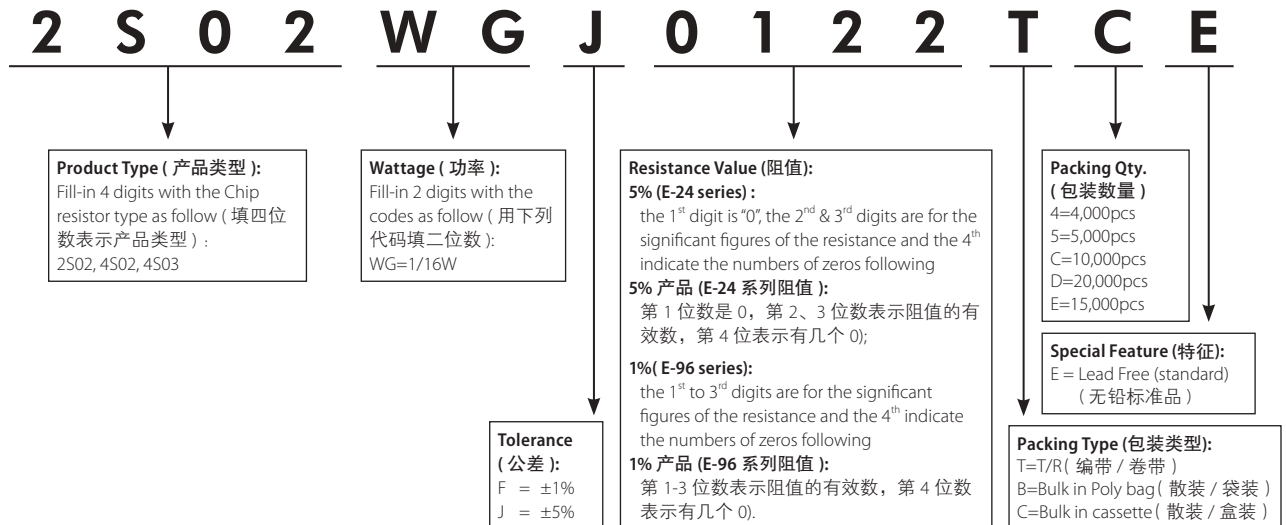 2 S 0 2 W G J 0 1 2 2 T C E
Product Type ( 产品类型 ):
Fill-in 4 digits with the Chip
resistor type as follow ( 填四位
数表示产品类型 ) :
2S02, 4S02, 4S03
Wattage ( 功率 ):
Fill-in 2 digits with the
codes as follow ( 用下列
代码填二位数 ):
WG=1/16W
Tolerance
( 公差 ):
F = ±1%
J = ±5%
Resistance Value (阻值):
5% (E-24 series) :
the 1st digit is "0", the 2nd & 3rd digits are for the
significant figures of the resistance and the 4th
indicate the numbers of zeros following
5% 产品 (E-24 系列阻值 ):
第 1 位数是 0，第 2、3 位数表示阻值的有
效数，第 4 位表示有几个 0);
1%( E-96 series):
the 1st to 3rd digits are for the significant
figures of the resistance and the 4th indicate
the numbers of zeros following
1% 产品 (E-96 系列阻值 ):
第 1-3 位数表示阻值的有效数，第 4 位数
表示有几个 0).
Packing Qty.
( 包装数量 )
4=4,000pcs
5=5,000pcs
C=10,000pcs
D=20,000pcs
E=15,000pcs
Special Feature (特征):
E = Lead Free (standard)
( 无铅标准品 )
Packing Type (包装类型):
T=T/R( 编带 / 卷带 )
B=Bulk in Poly bag( 散装 / 袋装 )
C=Bulk in cassette( 散装 / 盒装 )